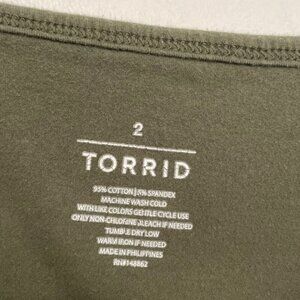 2
TORRID
95% COTTON | 5% SPANDEX
MACHINE WASH COLD
WITH LIKE COLORS GENTLE CYCLE USE
ONLY NON-CHLORINE BLEACH IF NEEDED
TUMBLE DRY LOW
WARM IRON IF NEEDED
MADE IN PHILIPPINES
RN#148862